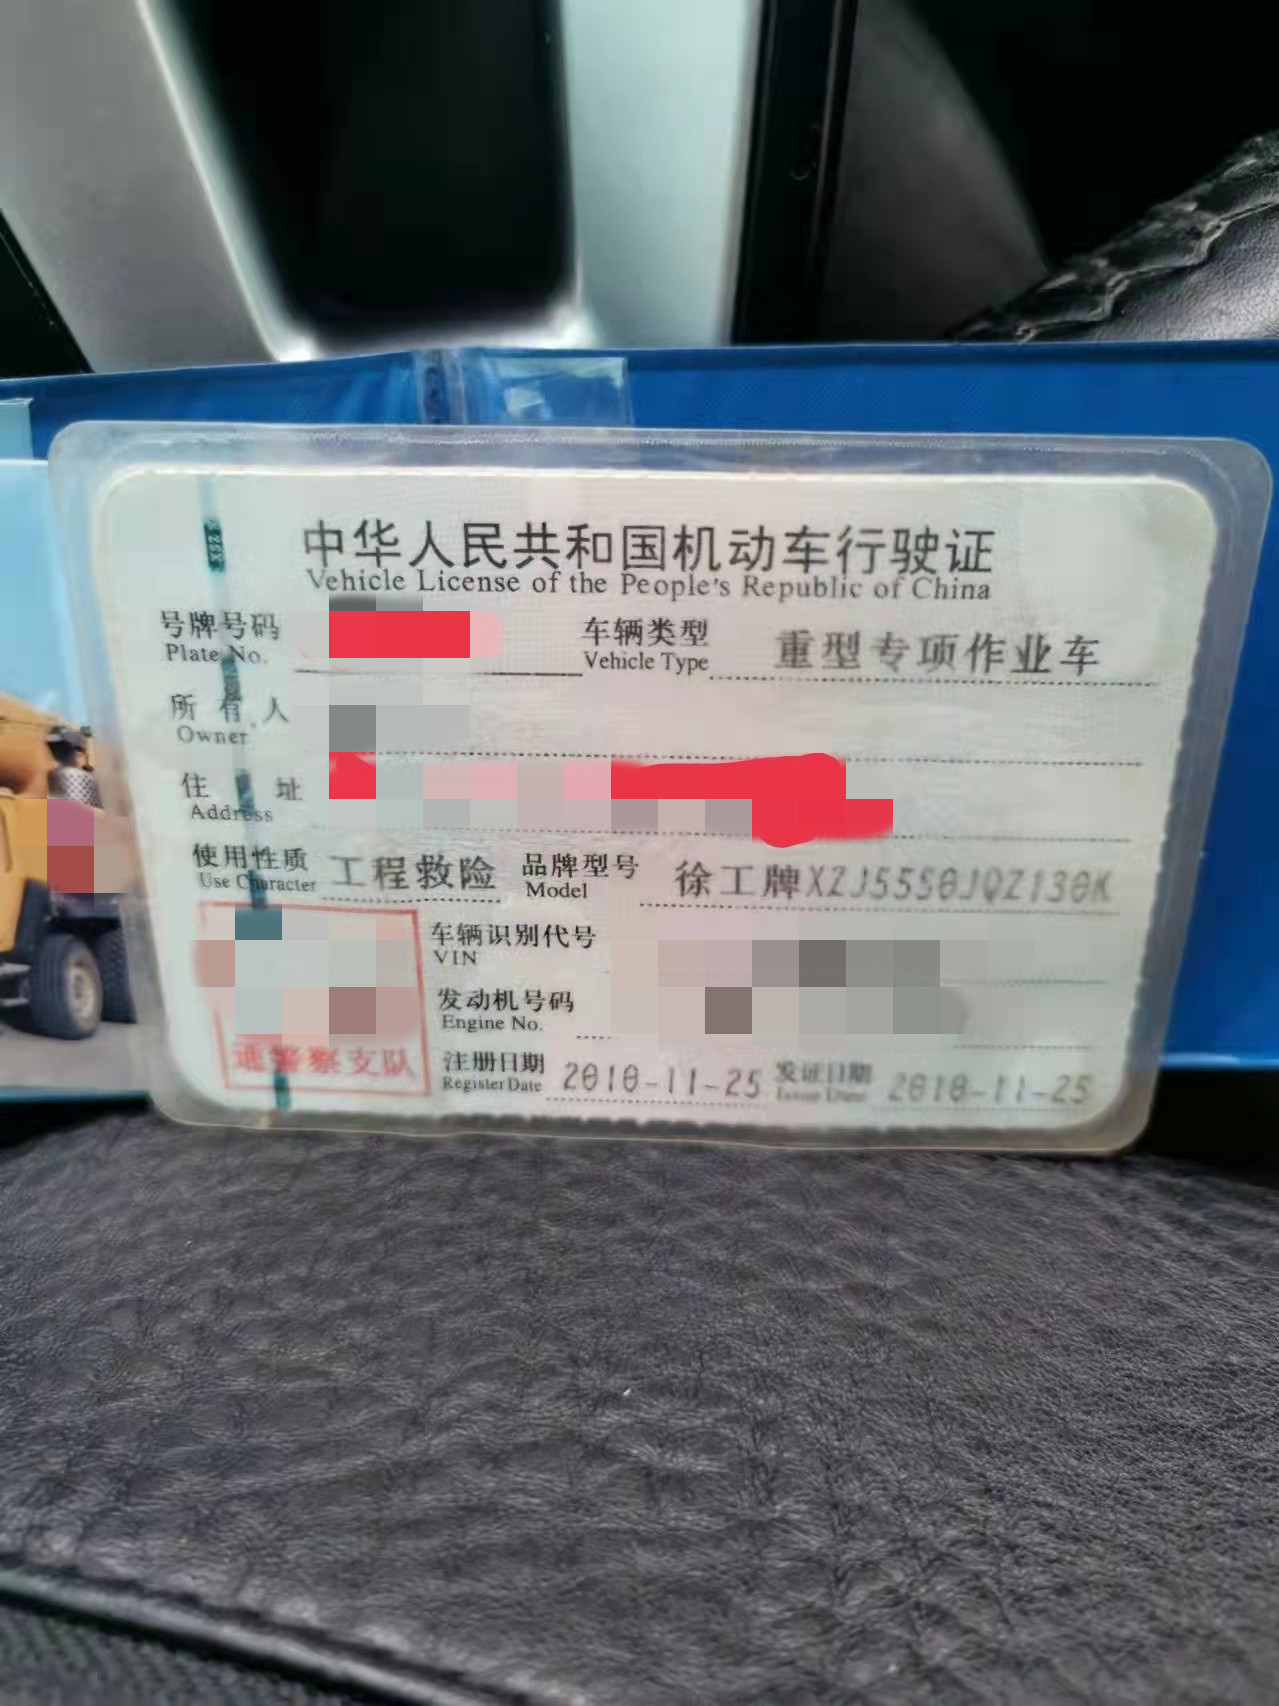 中华人民共和国机动车行驶证
Vehicle License of the People's Republic of China
号牌号码 车辆类型 重型专项作业车
Plate No. Vehicle Type
所有人
Owner
住址
Address
使用性质 工程救险 品牌型号 徐工牌XZJ5550JQZ130K
Use Character Model
车辆识别代号
VIN
发动机号码
Engine No.
通警察支队
注册日期 2010-11-25 发证日期 2010-11-25
Register Date Issue Date
XSZ